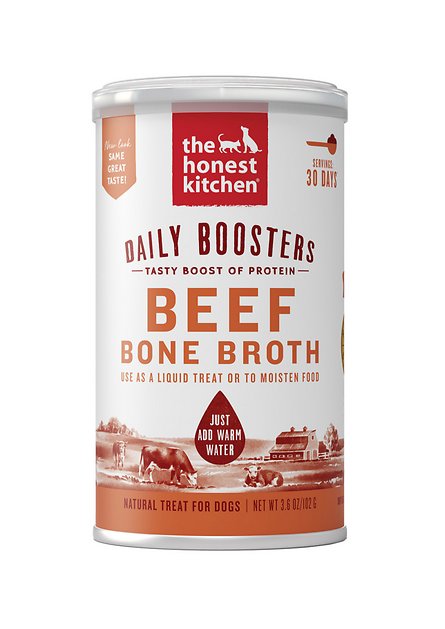 New Look
SAME
GREAT
TASTE!
the
honest
kitchen®
SERVINGS:
30 DAYS
DAILY BOOSTERS
TASTY BOOST OF PROTEIN
BEEF
BONE BROTH
USE AS A LIQUID TREAT OR TO MOISTEN FOOD
JUST
ADD WARM
WATER
NATURAL TREAT FOR DOGS | NET WT 3.6 OZ/102 G